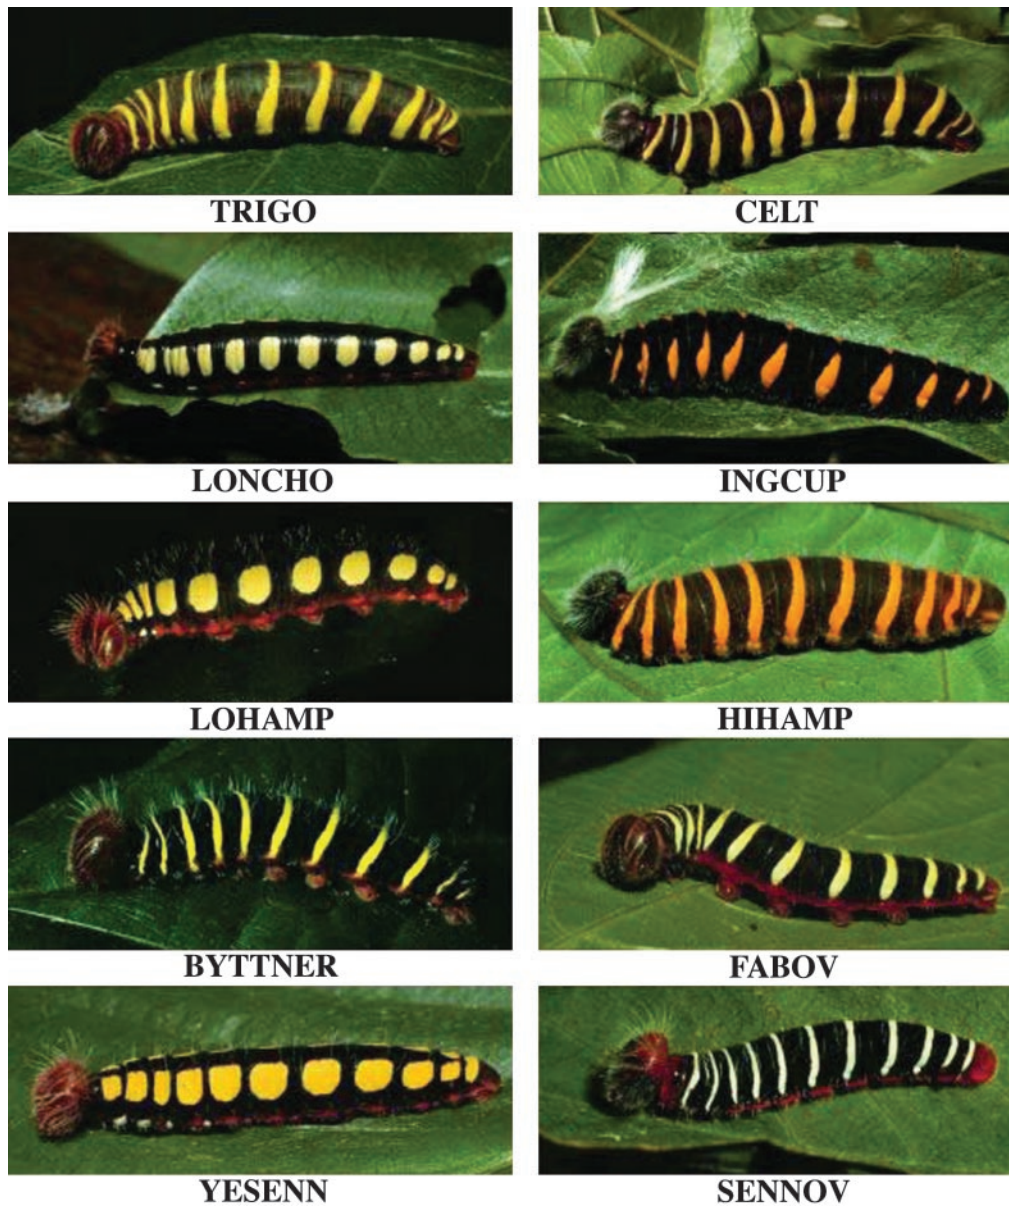 TRIGO CELT
LONCHO INGCUP
LOHAMP HIHAMP
BYTTNER FABOV
YESENN SENNOV